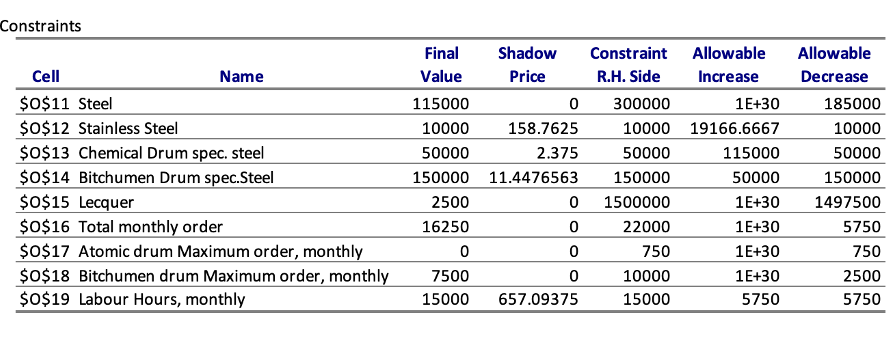 Constraints
Final Shadow Constraint Allowable Allowable
Cell Name Value Price R.H. Side Increase Decrease
$O$11 Steel 115000 0 300000 1E+30 185000
$O$12 Stainless Steel 10000 158.7625 10000 19166.6667 10000
$O$13 Chemical Drum spec. steel 50000 2.375 50000 115000 50000
$O$14 Bitchumen Drum spec.Steel 150000 11.4476563 150000 50000 150000
$O$15 Lecquer 2500 0 1500000 1E+30 1497500
$O$16 Total monthly order 16250 0 22000 1E+30 5750
$O$17 Atomic drum Maximum order, monthly 0 0 750 1E+30 750
$O$18 Bitchumen drum Maximum order, monthly 7500 0 10000 1E+30 2500
$O$19 Labour Hours, monthly 15000 657.09375 15000 5750 5750